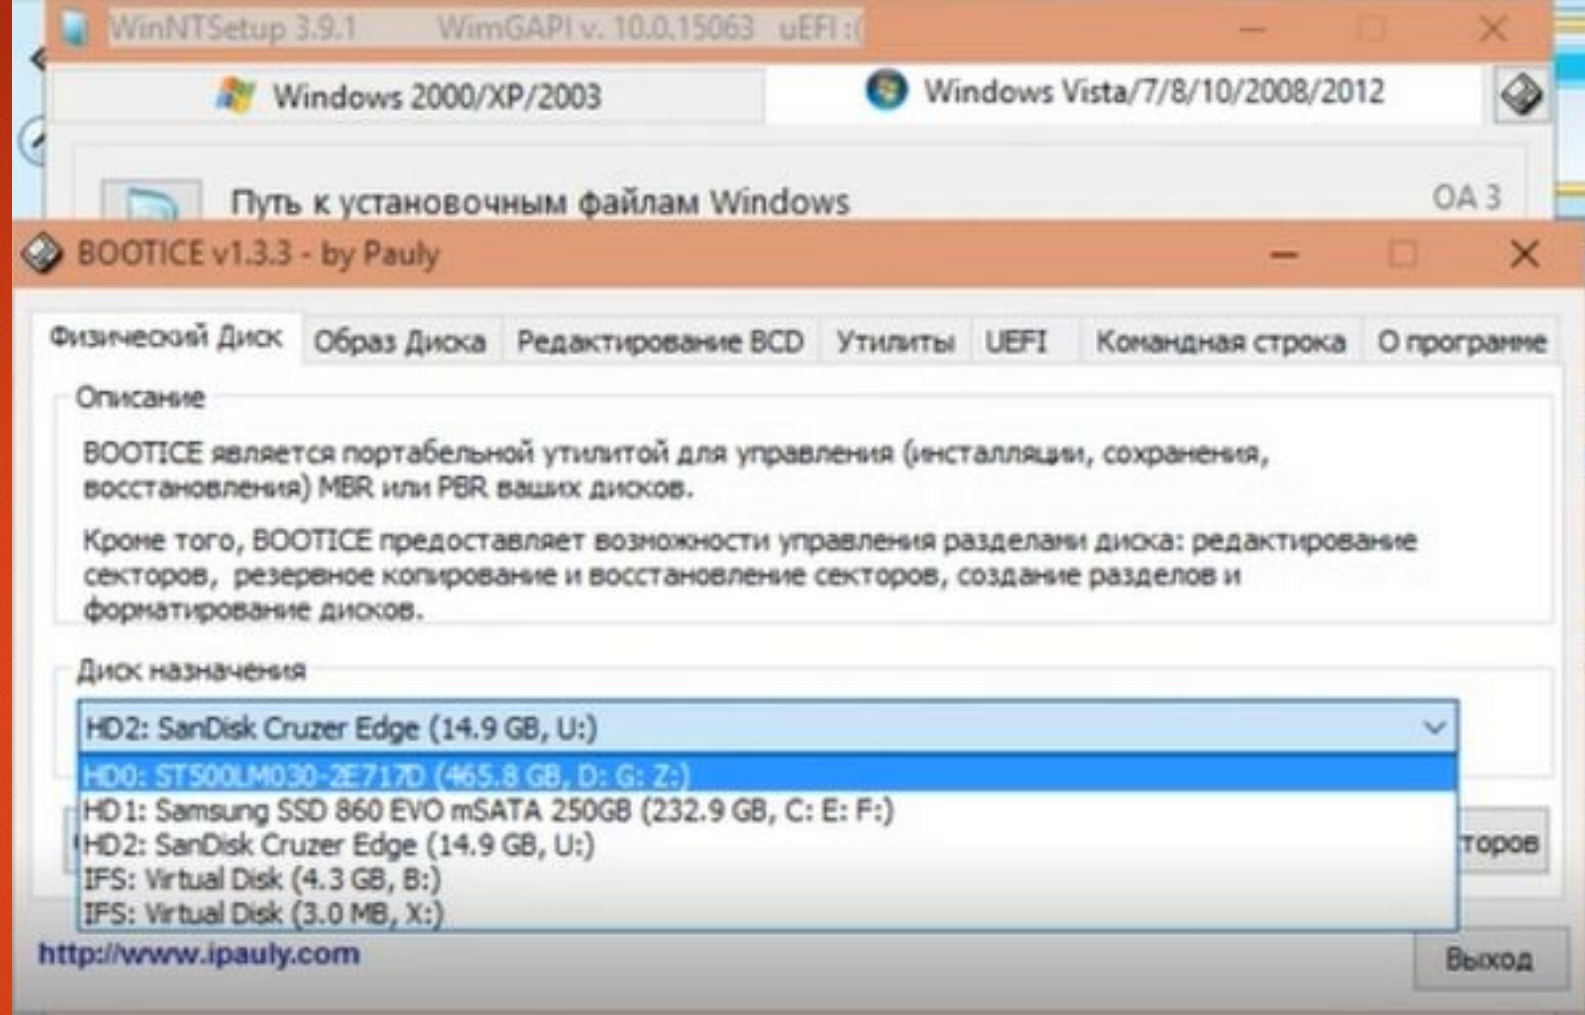 WinNTSetup 3.9.1 WimGAPI v. 10.0.15063 uEFI :(
Windows 2000/XP/2003 Windows Vista/7/8/10/2008/2012
Путь к установочным файлам Windows OA 3
BOOTICE v1.3.3 - by Pauly
Физический Диск Образ Диска Редактирование BCD Утилиты UEFI Командная строка О программе
Описание
BOOTICE является портабельной утилитой для управления (инсталляции, сохранения,
восстановления) MBR или PBR ваших дисков.
Кроме того, BOOTICE предоставляет возможности управления разделами диска: редактирование
секторов, резервное копирование и восстановление секторов, создание разделов и
форматирование дисков.
Диск назначения
HD2: SanDisk Cruzer Edge (14.9 GB, U:)
HD0: ST500LM030-2E717D (465.8 GB, D: G: Z:)
HD1: Samsung SSD 860 EVO mSATA 250GB (232.9 GB, C: E: F:)
HD2: SanDisk Cruzer Edge (14.9 GB, U:)
торов
IFS: Virtual Disk (4.3 GB, B:)
IFS: Virtual Disk (3.0 MB, X:)
http://www.ipauly.com
Выход